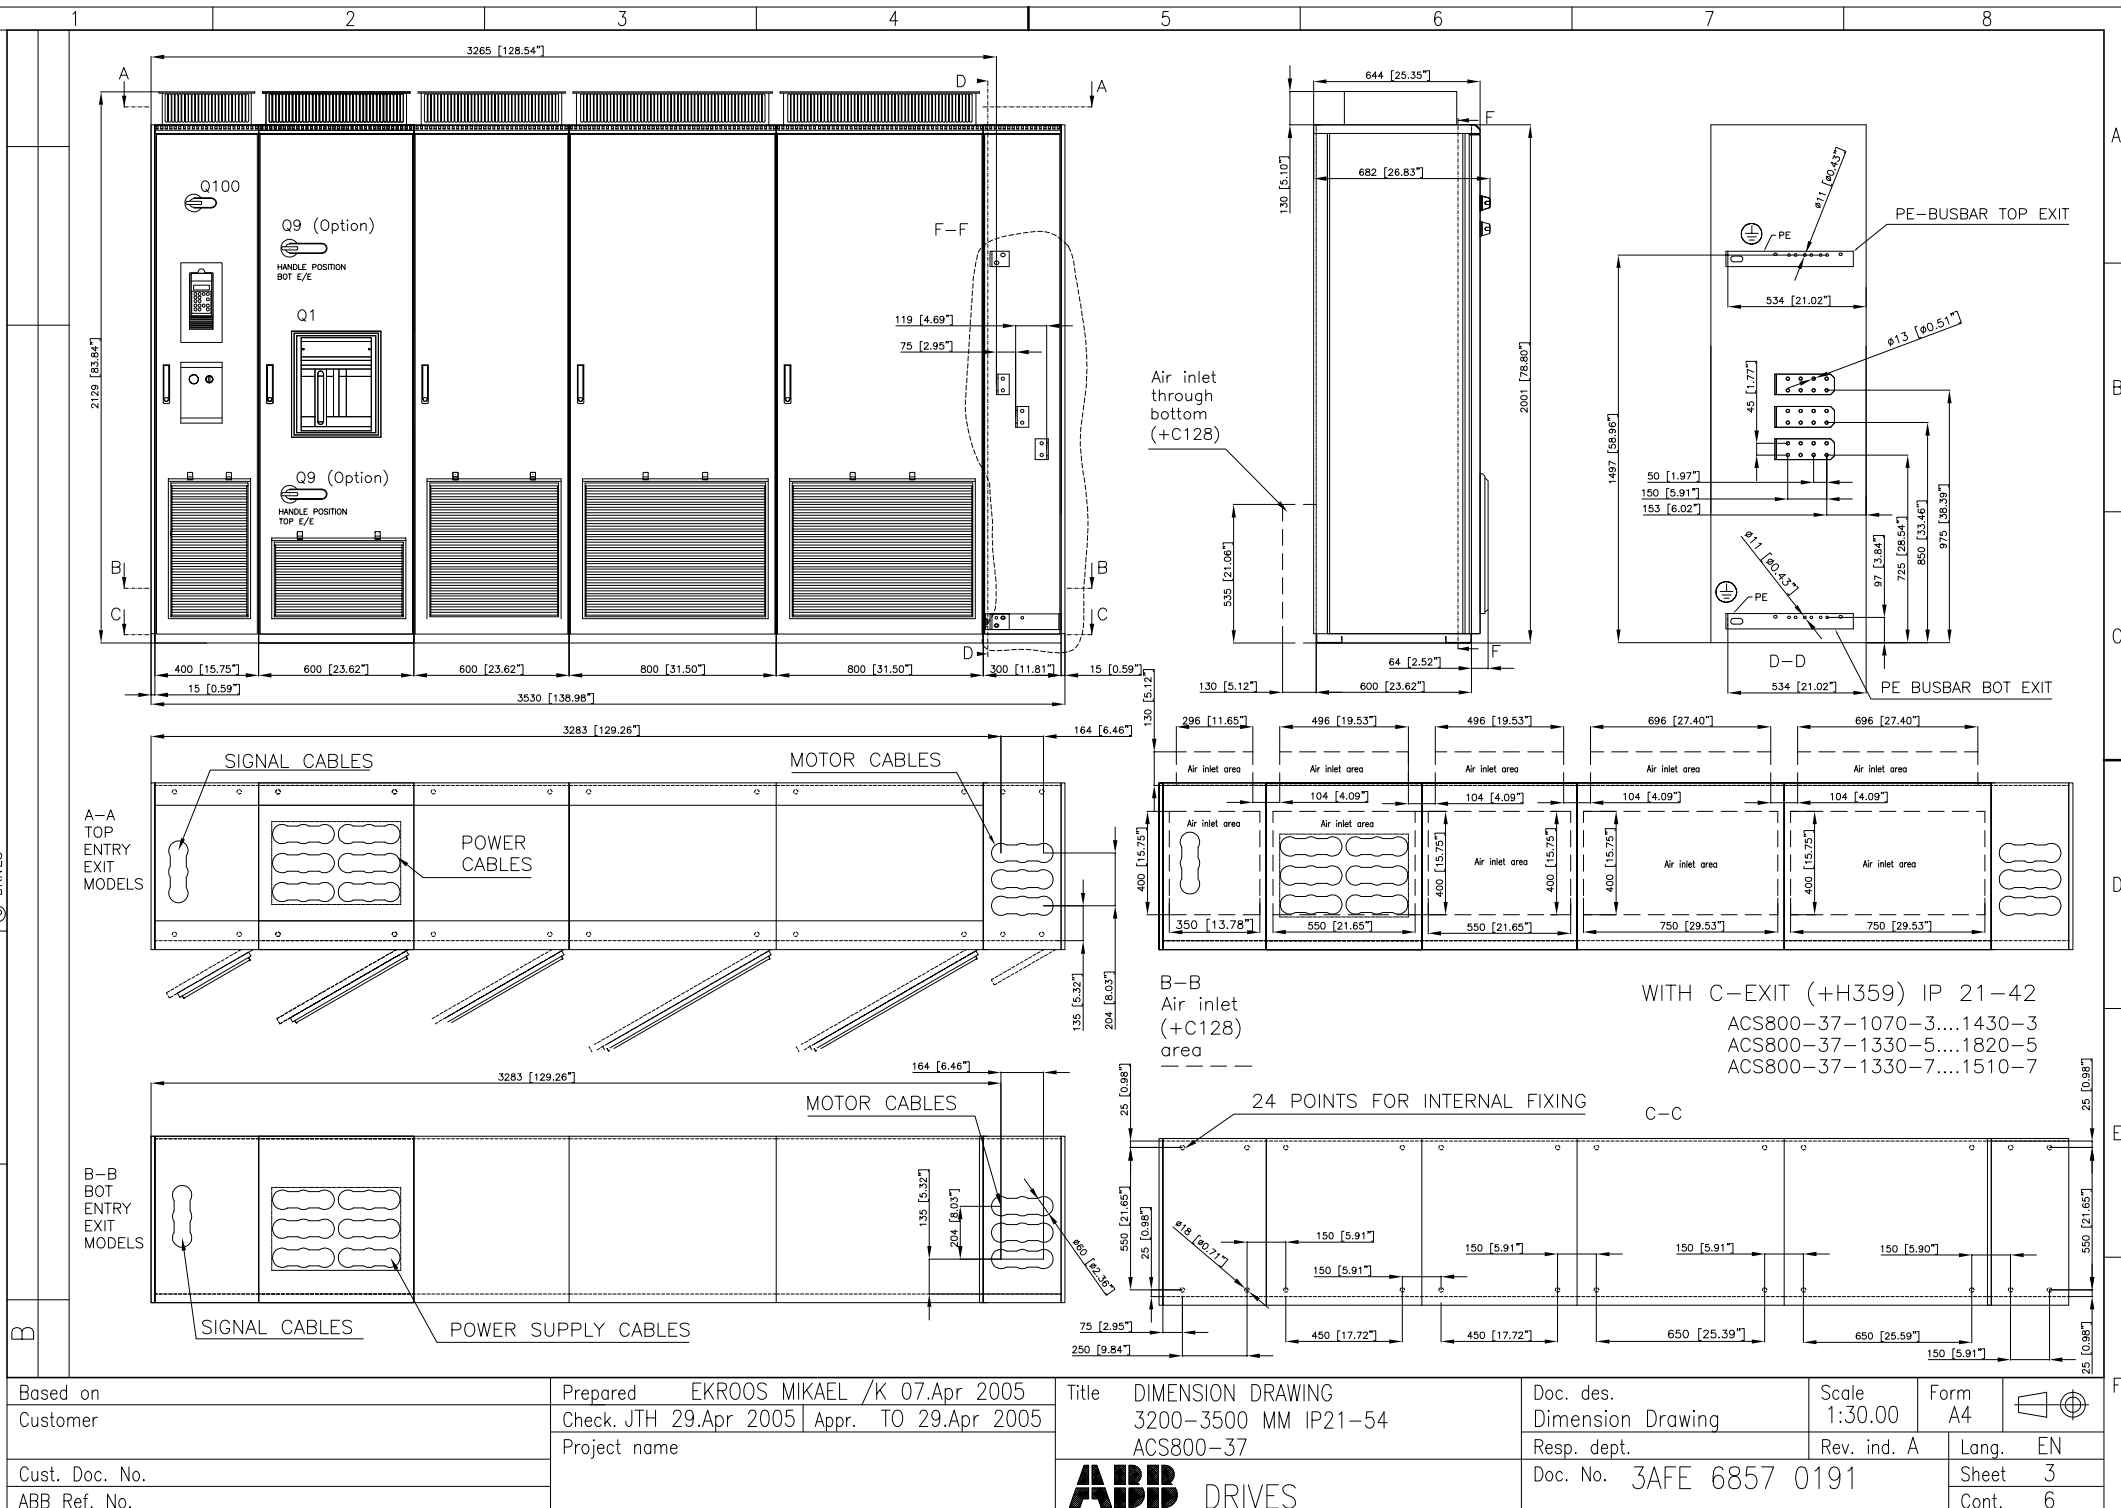 1 2 3 4 5 6 7 8
3265 [128.54"]
A
D
A
Q100
Q9 (Option)
HANDLE POSITION
BOT E/E
Q1
F-F
119 [4.69"]
75 [2.95"]
2129 [83.84"]
Q9 (Option)
HANDLE POSITION
TOP E/E
B
B
C
C
D
400 [15.75"]
600 [23.62"]
600 [23.62"]
800 [31.50"]
800 [31.50"]
300 [11.81"]
15 [0.59"]
15 [0.59"]
3530 [138.98"]
644 [25.35"]
F
130 [5.10"]
682 [26.83"]
Air inlet
through
bottom
(+C128)
2001 [78.80"]
535 [21.06"]
F
64 [2.52"]
130 [5.12"]
600 [23.62"]
ø11 [ø0.43"]
PE-BUSBAR TOP EXIT
PE
534 [21.02"]
ø13 [ø0.51"]
45 [1.77"]
1497 [58.96"]
50 [1.97"]
150 [5.91"]
153 [6.02"]
ø11 [ø0.43"]
97 [3.84"]
725 [28.54"]
850 [33.46"]
975 [38.39"]
PE
D-D
534 [21.02"]
PE BUSBAR BOT EXIT
A
B
C
D
E
F
3283 [129.26"]
164 [6.46"]
SIGNAL CABLES
MOTOR CABLES
A-A
TOP
ENTRY
EXIT
MODELS
POWER
CABLES
135 [5.32"]
204 [8.03"]
130 [5.12"]
296 [11.65"]
496 [19.53"]
496 [19.53"]
696 [27.40"]
696 [27.40"]
Air inlet area
Air inlet area
Air inlet area
Air inlet area
Air inlet area
104 [4.09"]
104 [4.09"]
104 [4.09"]
104 [4.09"]
Air inlet area
Air inlet area
Air inlet area
Air inlet area
Air inlet area
400 [15.75"]
400 [15.75"]
400 [15.75"]
400 [15.75"]
400 [15.75"]
350 [13.78"]
550 [21.65"]
550 [21.65"]
750 [29.53"]
750 [29.53"]
B-B
Air inlet
(+C128)
area
WITH C-EXIT (+H359) IP 21-42
ACS800-37-1070-3....1430-3
ACS800-37-1330-5....1820-5
ACS800-37-1330-7....1510-7
3283 [129.26"]
164 [6.46"]
MOTOR CABLES
B-B
BOT
ENTRY
EXIT
MODELS
135 [5.32"]
204 [8.03"]
ø60 [ø2.36"]
SIGNAL CABLES
POWER SUPPLY CABLES
25 [0.98"]
24 POINTS FOR INTERNAL FIXING
C-C
25 [0.98"]
550 [21.65"]
25 [0.98"]
ø18 [ø0.71"]
150 [5.91"]
150 [5.91"]
150 [5.91"]
150 [5.91"]
150 [5.90"]
550 [21.65"]
75 [2.95"]
250 [9.84"]
450 [17.72"]
450 [17.72"]
650 [25.39"]
650 [25.59"]
150 [5.91"]
25 [0.98"]
B
Based on
Customer
Cust. Doc. No.
ABB Ref. No.
Prepared EKROOS MIKAEL /K 07.Apr 2005
Check. JTH 29.Apr 2005 Appr. TO 29.Apr 2005
Project name
Title DIMENSION DRAWING
3200-3500 MM IP21-54
ACS800-37
ABB DRIVES
Doc. des.
Dimension Drawing
Resp. dept.
Doc. No. 3AFE 6857 0191
Scale
1:30.00
Form
A4
Rev. ind. A
Lang. EN
Sheet 3
Cont. 6